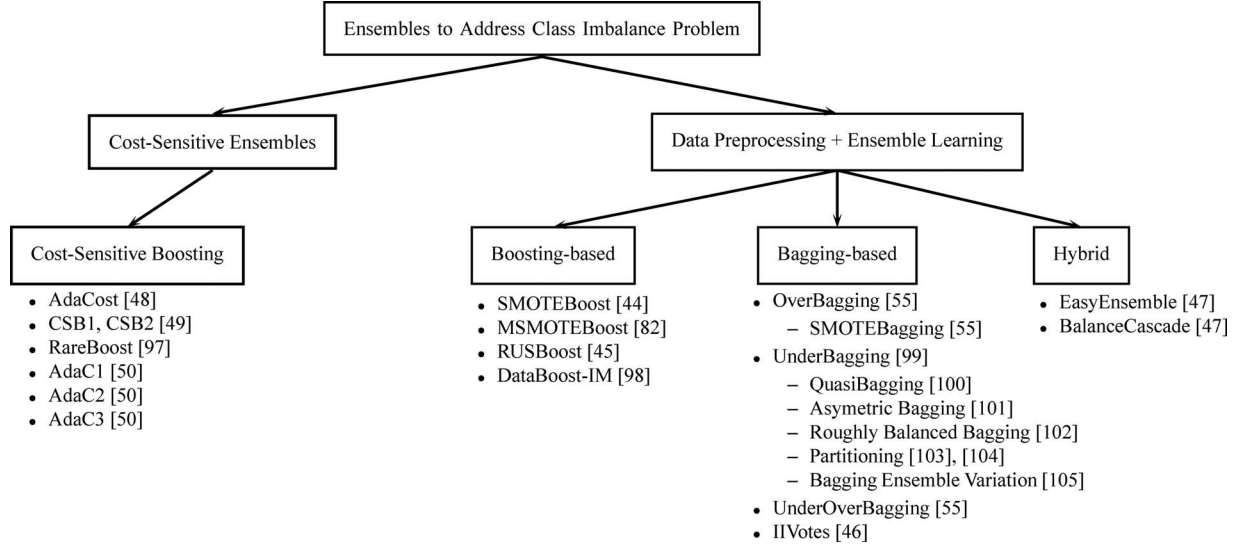 Ensembles to Address Class Imbalance Problem
Cost-Sensitive Ensembles
Data Preprocessing + Ensemble Learning
Cost-Sensitive Boosting
• AdaCost [48]
• CSB1, CSB2 [49]
• RareBoost [97]
• AdaC1 [50]
• AdaC2 [50]
• AdaC3 [50]
Boosting-based
• SMOTEBoost [44]
• MSMOTEBoost [82]
• RUSBoost [45]
• DataBoost-IM [98]
Bagging-based
• OverBagging [55]
– SMOTEBagging [55]
• UnderBagging [99]
– QuasiBagging [100]
– Asymetric Bagging [101]
– Roughly Balanced Bagging [102]
– Partitioning [103], [104]
– Bagging Ensemble Variation [105]
• UnderOverBagging [55]
• IIVotes [46]
Hybrid
• EasyEnsemble [47]
• BalanceCascade [47]